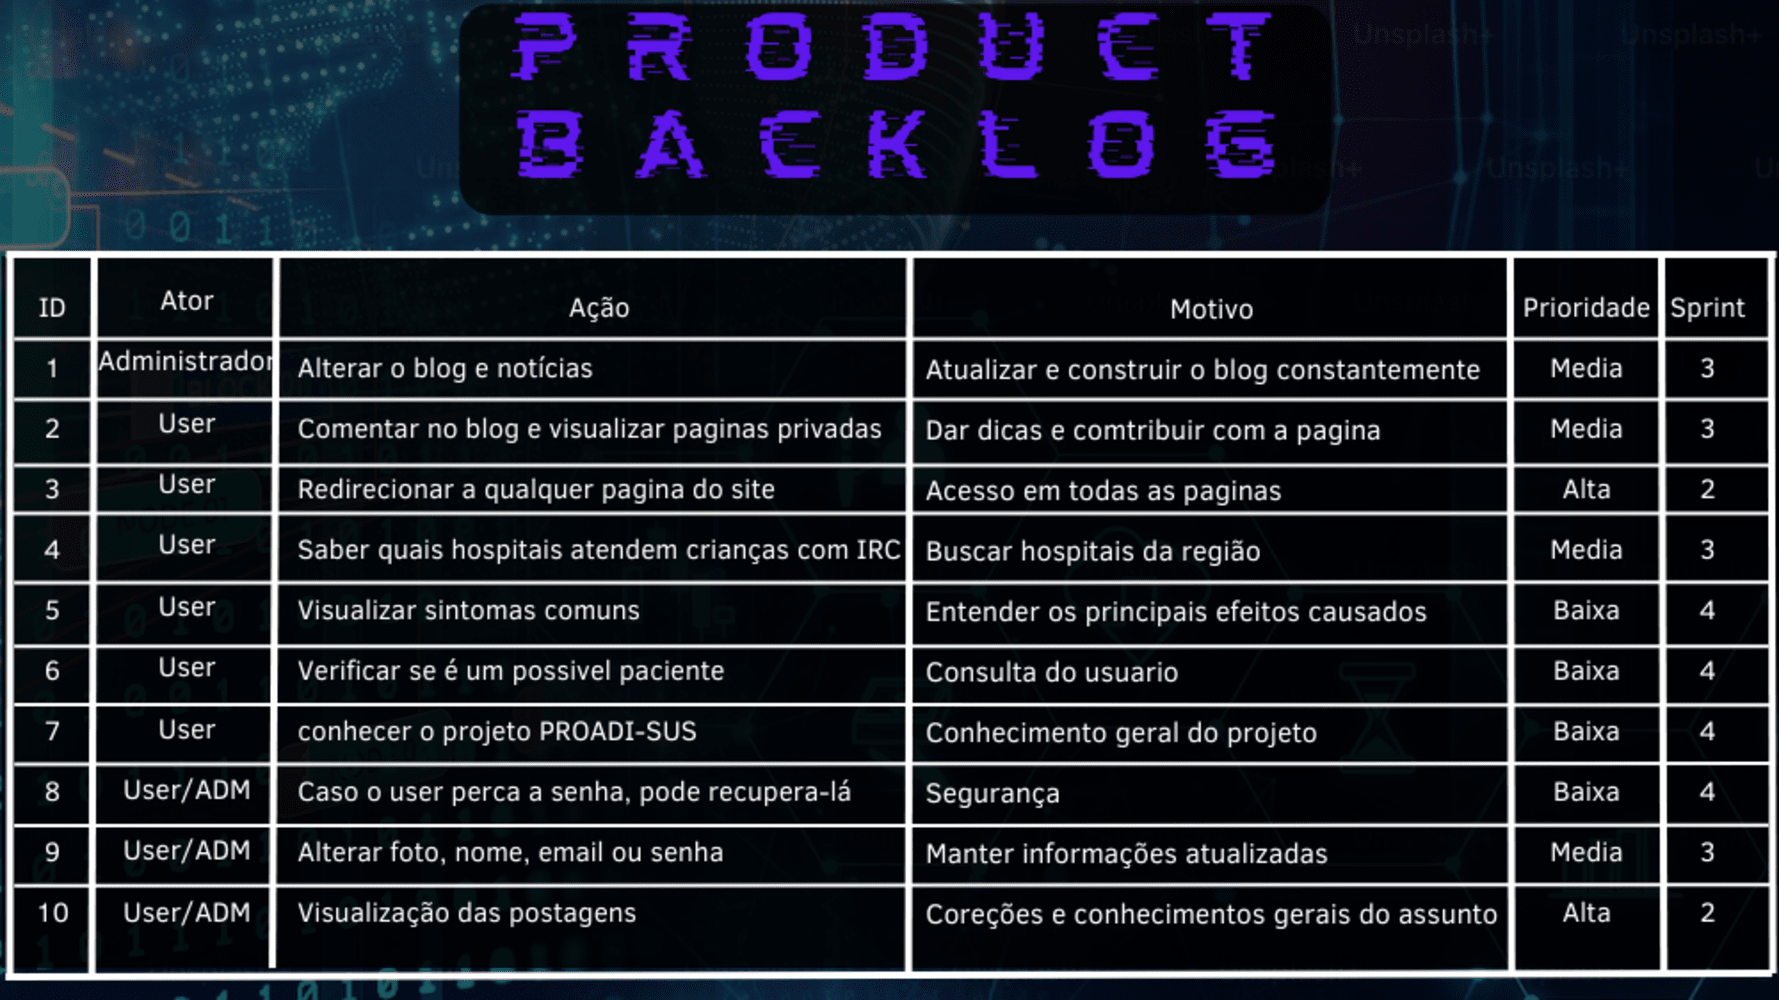 PRODUCT
BACKLOG
ID Ator Ação Motivo Prioridade Sprint
1 Administrador Alterar o blog e notícias Atualizar e construir o blog constantemente Media 3
2 User Comentar no blog e visualizar paginas privadas Dar dicas e comtribuir com a pagina Media 3
3 User Redirecionar a qualquer pagina do site Acesso em todas as paginas Alta 2
4 User Saber quais hospitais atendem crianças com IRC Buscar hospitais da região Media 3
5 User Visualizar sintomas comuns Entender os principais efeitos causados Baixa 4
6 User Verificar se é um possivel paciente Consulta do usuario Baixa 4
7 User conhecer o projeto PROADI-SUS Conhecimento geral do projeto Baixa 4
8 User/ADM Caso o user perca a senha, pode recupera-lá Segurança Baixa 4
9 User/ADM Alterar foto, nome, email ou senha Manter informações atualizadas Media 3
10 User/ADM Visualização das postagens Coreções e conhecimentos gerais do assunto Alta 2